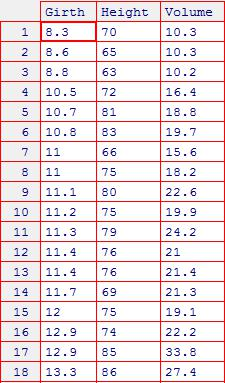 Girth Height Volume
1 8.3 70 10.3
2 8.6 65 10.3
3 8.8 63 10.2
4 10.5 72 16.4
5 10.7 81 18.8
6 10.8 83 19.7
7 11 66 15.6
8 11 75 18.2
9 11.1 80 22.6
10 11.2 75 19.9
11 11.3 79 24.2
12 11.4 76 21
13 11.4 76 21.4
14 11.7 69 21.3
15 12 75 19.1
16 12.9 74 22.2
17 12.9 85 33.8
18 13.3 86 27.4